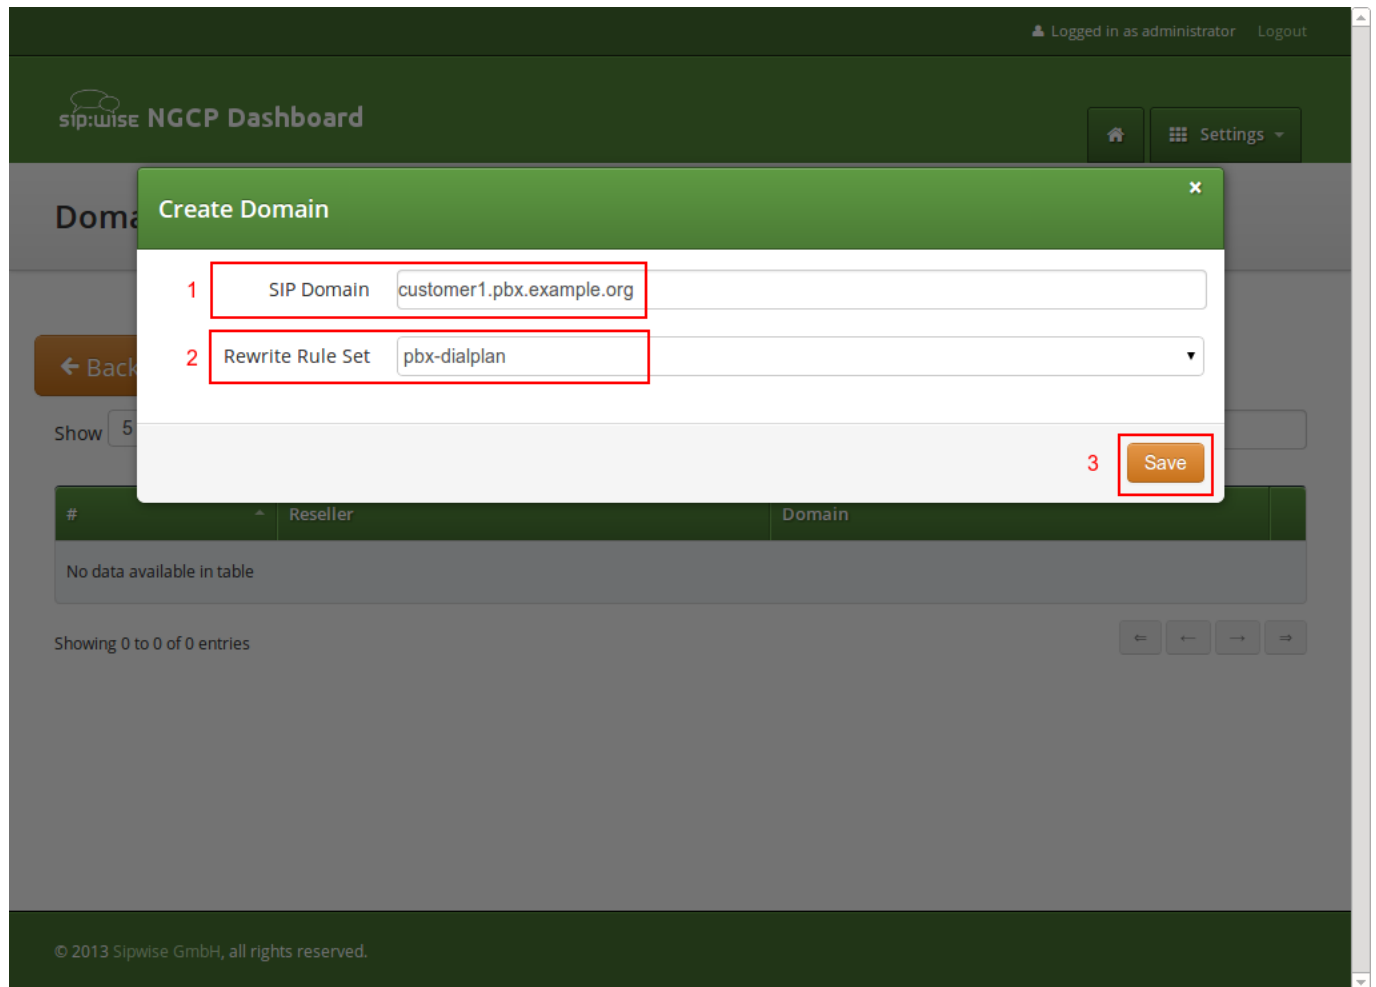 Logged in as administrator Logout
sip:wise NGCP Dashboard
Settings
Doma
Create Domain
×
1 SIP Domain customer1.pbx.example.org
2 Rewrite Rule Set pbx-dialplan
Back
Show 5
3 Save
# Reseller Domain
No data available in table
Showing 0 to 0 of 0 entries
⇐ ← → ⇒
© 2013 Sipwise GmbH, all rights reserved.